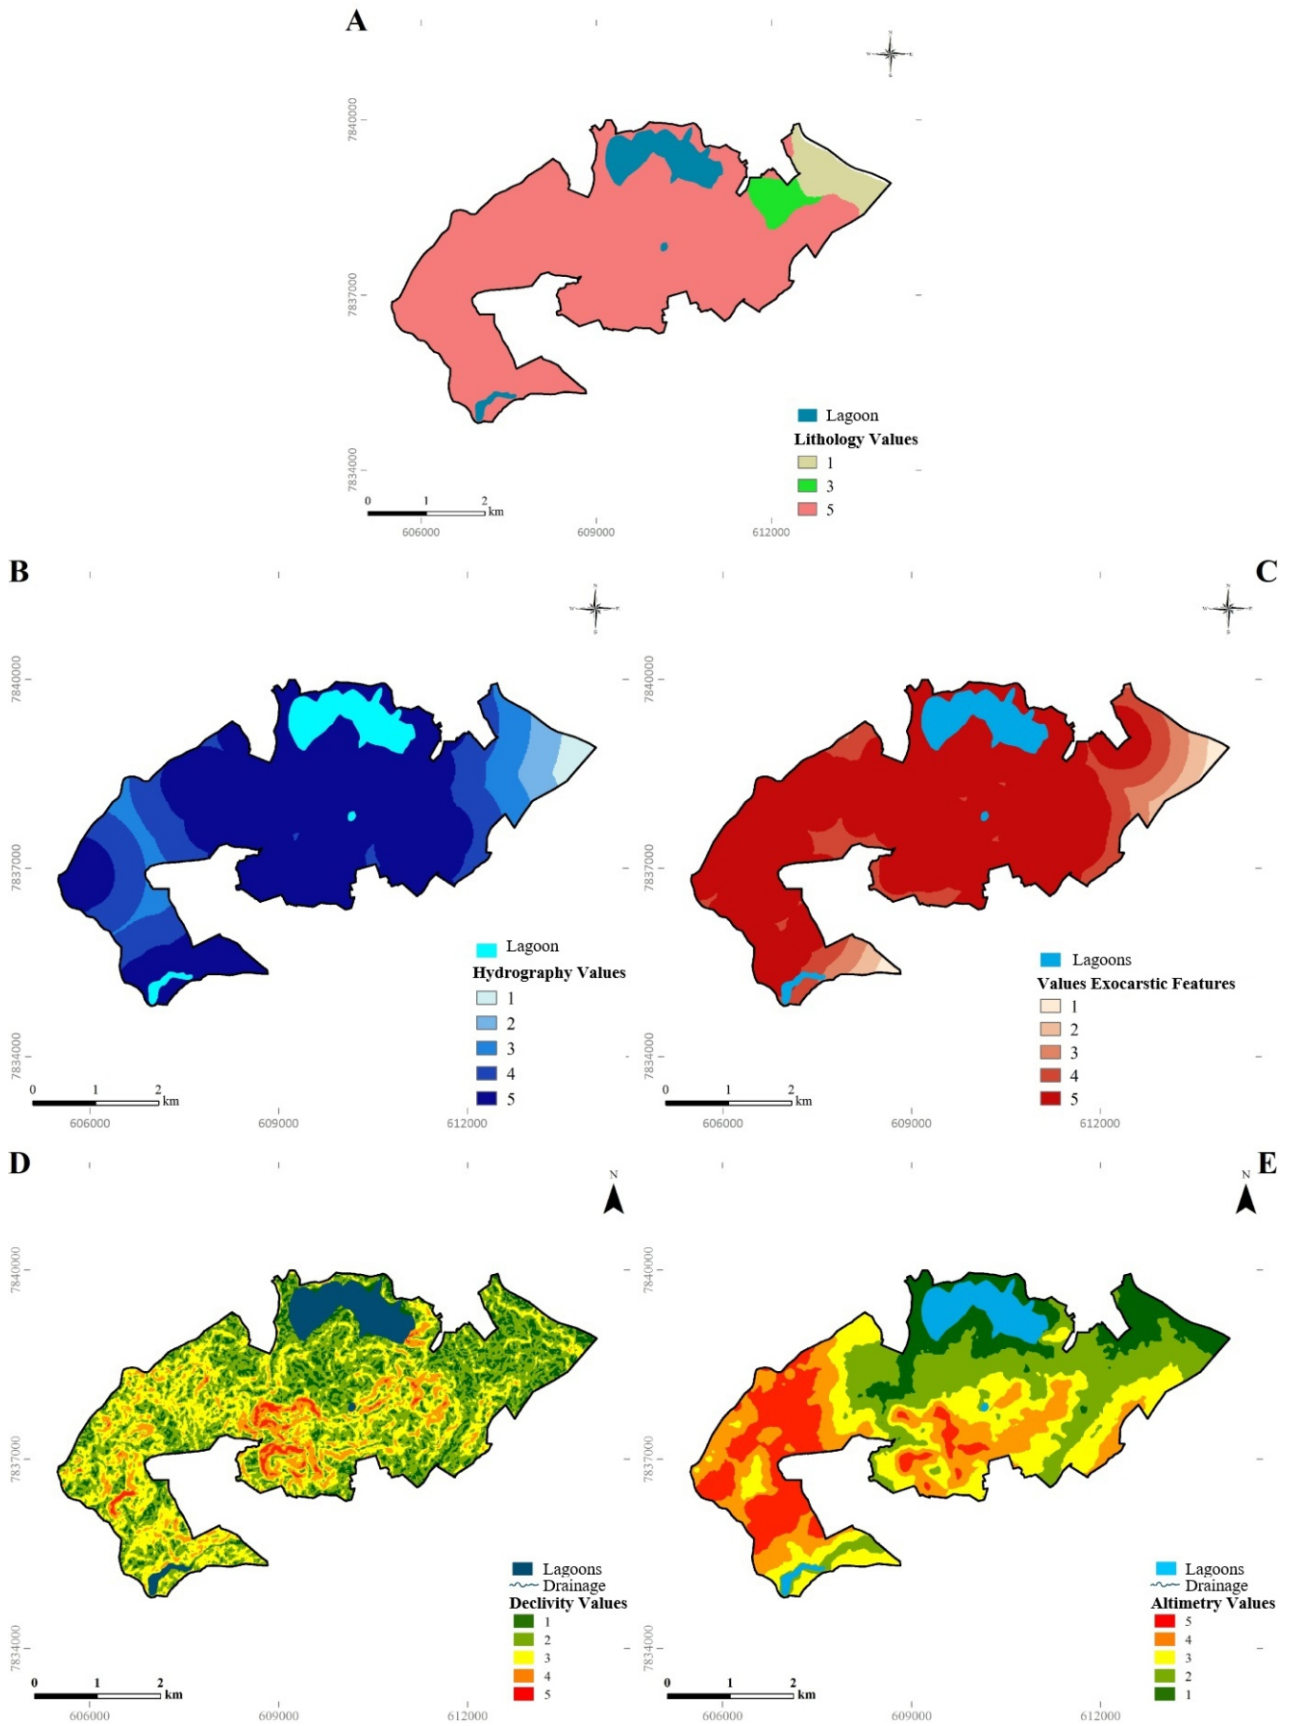 A
N
7840000
7837000
7834000
Lagoon
Lithology Values
1
3
5
0 1 2 km
606000 609000 612000
B
N
W
7840000
7837000
7834000
Lagoon
Hydrography Values
1
2
3
4
5
0 1 2 km
606000 609000 612000
C
N
7840000
7837000
7834000
Lagoons
Values Exocarstic Features
1
2
3
4
5
0 1 2 km
606000 609000 612000
D
N
7840000
7837000
7834000
Lagoons
Drainage
Declivity Values
1
2
3
4
5
0 1 2 km
606000 609000 612000
E
N
7840000
7837000
7834000
Lagoons
Drainage
Altimetry Values
5
4
3
2
1
0 1 2 km
606000 609000 612000